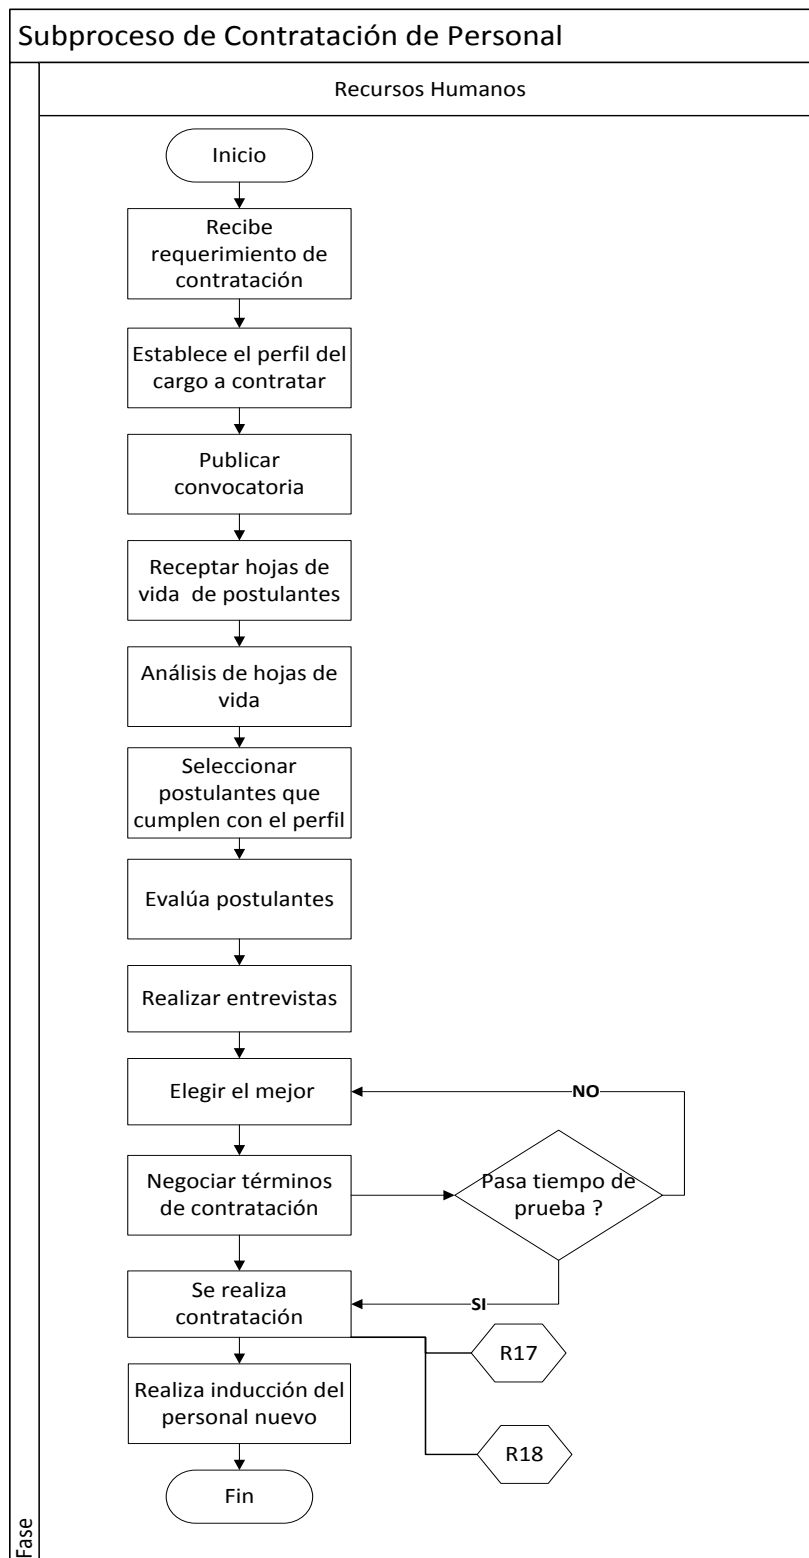 Subproceso de Contratación de Personal
Recursos Humanos
Inicio
Recibe
requerimiento de
contratación
Establece el perfil del
cargo a contratar
Publicar
convocatoria
Receptar hojas de
vida de postulantes
Análisis de hojas de
vida
Seleccionar
postulantes que
cumplen con el perfil
Evalúa postulantes
Realizar entrevistas
Elegir el mejor
NO
Negociar términos
de contratación
Pasa tiempo de
prueba ?
Se realiza
contratación
SI
R17
Realiza inducción del
personal nuevo
R18
Fin
Fase